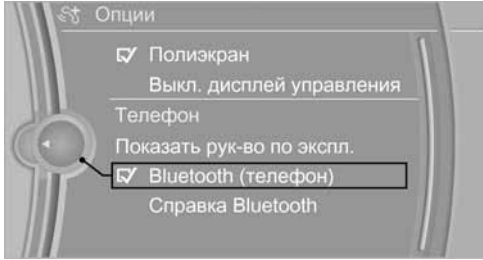 Опции
Полиэкран
Выкл. дисплей управления
Телефон
Показать рук-во по экспл.
Bluetooth (телефон)
Справка Bluetooth